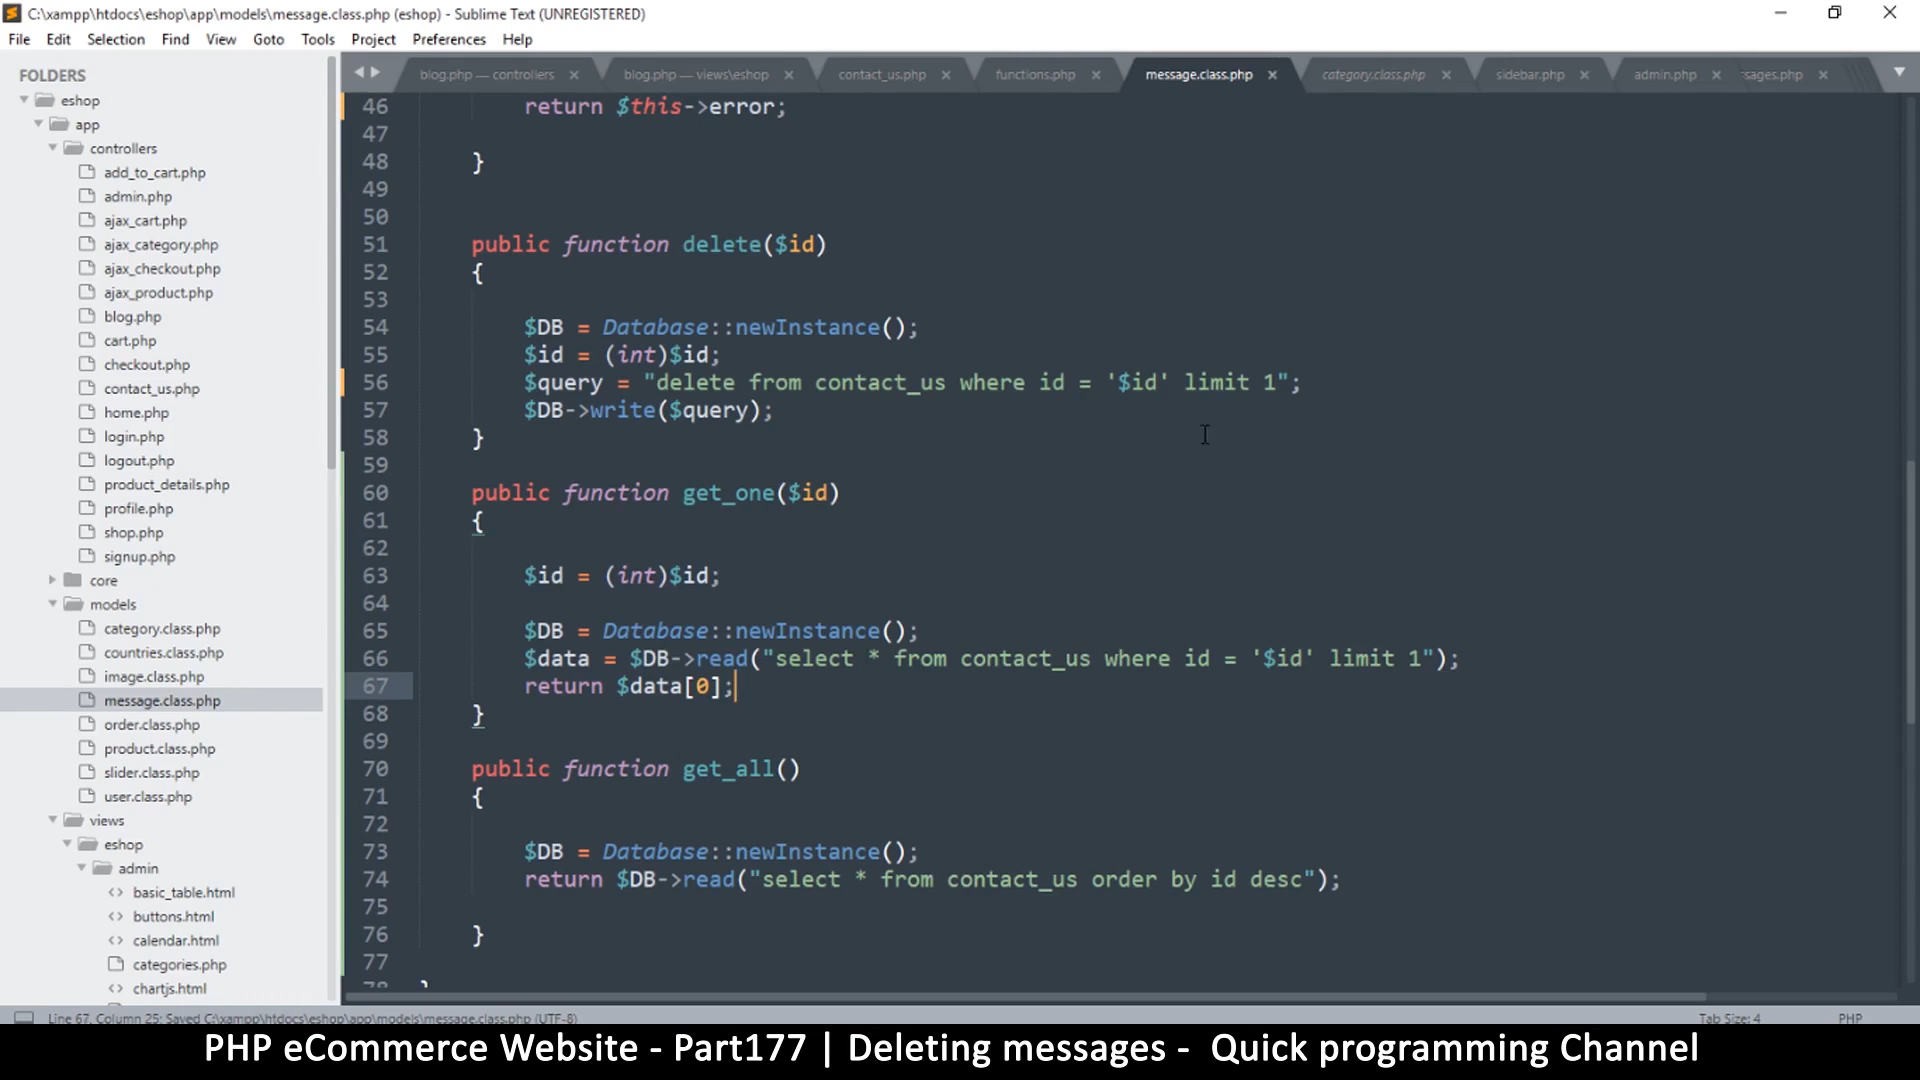 C:\xampp\htdocs\eshop\app\models\message.class.php (eshop) - Sublime Text (UNREGISTERED)
File Edit Selection Find View Goto Tools Project Preferences Help
FOLDERS
eshop
app
controllers
add_to_cart.php
admin.php
ajax_cart.php
ajax_category.php
ajax_checkout.php
ajax_product.php
blog.php
cart.php
checkout.php
contact_us.php
home.php
login.php
logout.php
product_details.php
profile.php
shop.php
signup.php
core
models
category.class.php
countries.class.php
image.class.php
message.class.php
order.class.php
product.class.php
slider.class.php
user.class.php
views
eshop
admin
basic_table.html
buttons.html
calendar.html
categories.php
chartjs.html
blog.php — controllers blog.php — views\eshop contact_us.php functions.php message.class.php category.class.php sidebar.php admin.php sages.php
46 return $this->error;
47
48 }
49
50
51 public function delete($id)
52 {
53
54 $DB = Database::newInstance();
55 $id = (int)$id;
56 $query = "delete from contact_us where id = '$id' limit 1";
57 $DB->write($query);
58 }
59
60 public function get_one($id)
61 {
62
63 $id = (int)$id;
64
65 $DB = Database::newInstance();
66 $data = $DB->read("select * from contact_us where id = '$id' limit 1");
67 return $data[0];
68 }
69
70 public function get_all()
71 {
72
73 $DB = Database::newInstance();
74 return $DB->read("select * from contact_us order by id desc");
75
76 }
77
78 }
Line 67, Column 25; Saved C:\xampp\htdocs\eshop\app\models\message.class.php (UTF-8) Tab Size: 4 PHP
PHP eCommerce Website - Part177 | Deleting messages - Quick programming Channel